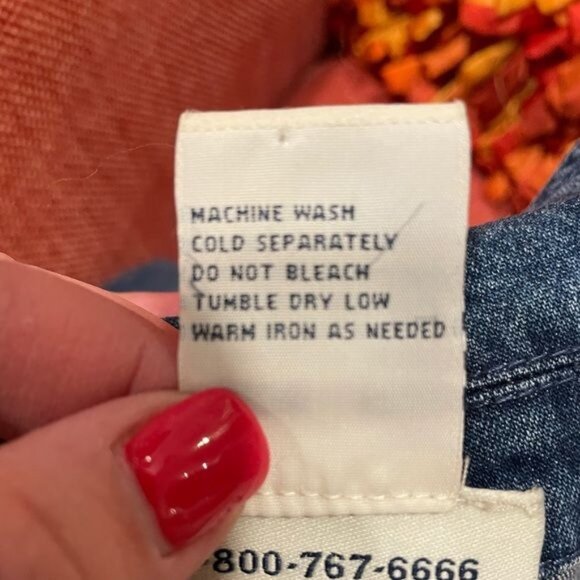 MACHINE WASH
COLD SEPARATELY
DO NOT BLEACH
TUMBLE DRY LOW
WARM IRON AS NEEDED
-800-767-6666